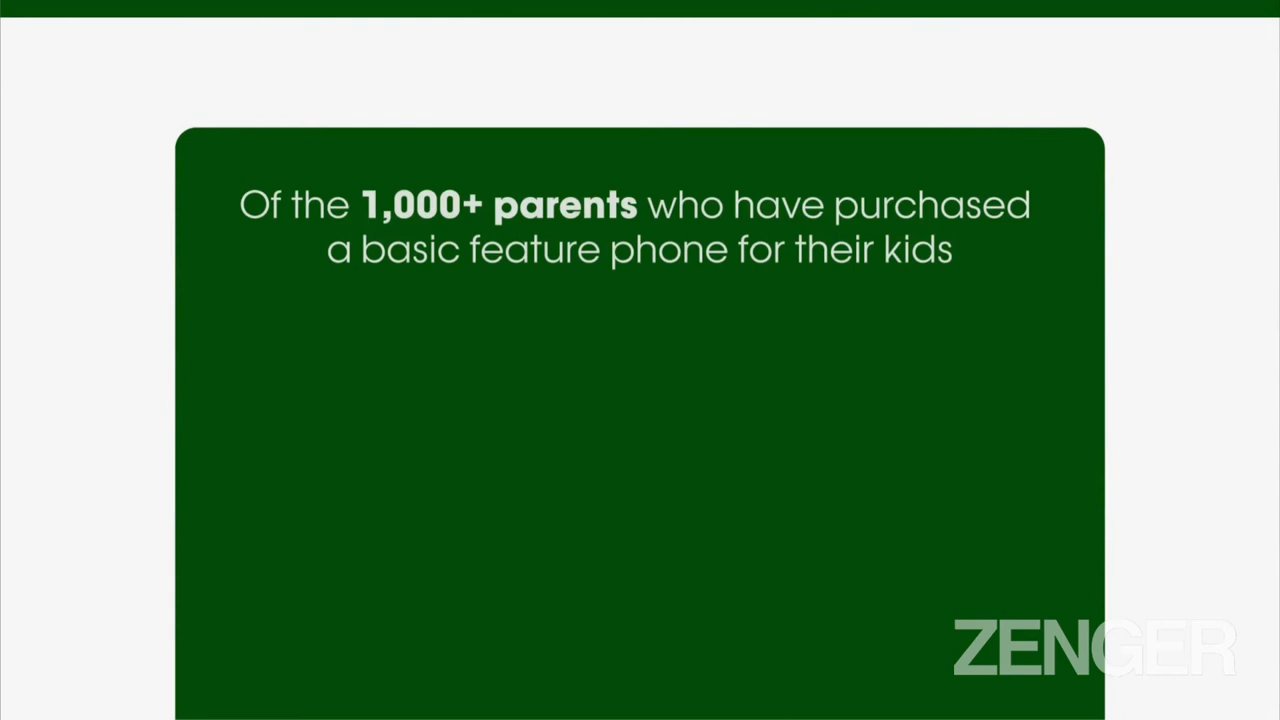 Of the 1,000+ parents who have purchased
a basic feature phone for their kids
ZENGER